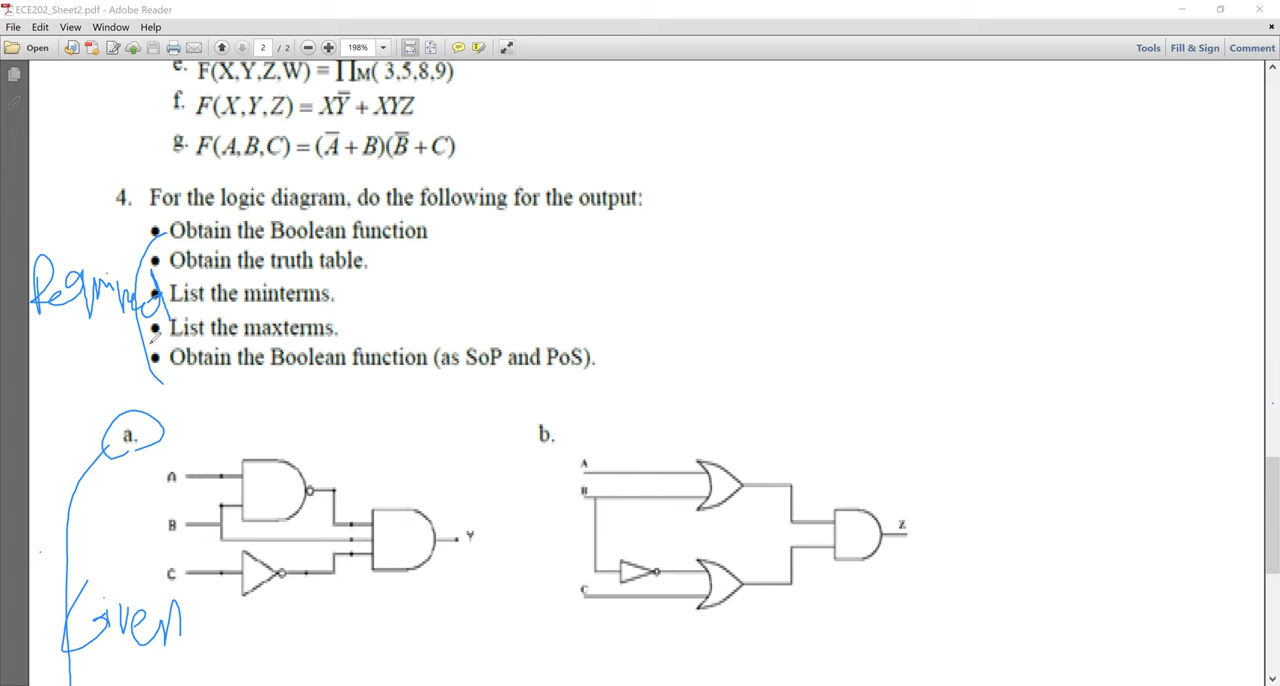 ECE202_Sheet2.pdf - Adobe Reader
File Edit View Window Help
Open 2 / 2 198% Tools Fill & Sign Comment
e. F(X,Y,Z,W) = ∏M( 3,5,8,9)
f. F(X,Y,Z) = XY̅ + XYZ
g. F(A,B,C) = (A̅ + B)(B̅ + C)
4. For the logic diagram, do the following for the output:
• Obtain the Boolean function
• Obtain the truth table.
• List the minterms.
• List the maxterms.
• Obtain the Boolean function (as SoP and PoS).
Required
a.
b.
A
B
C
Y
A
B
C
Z
Given